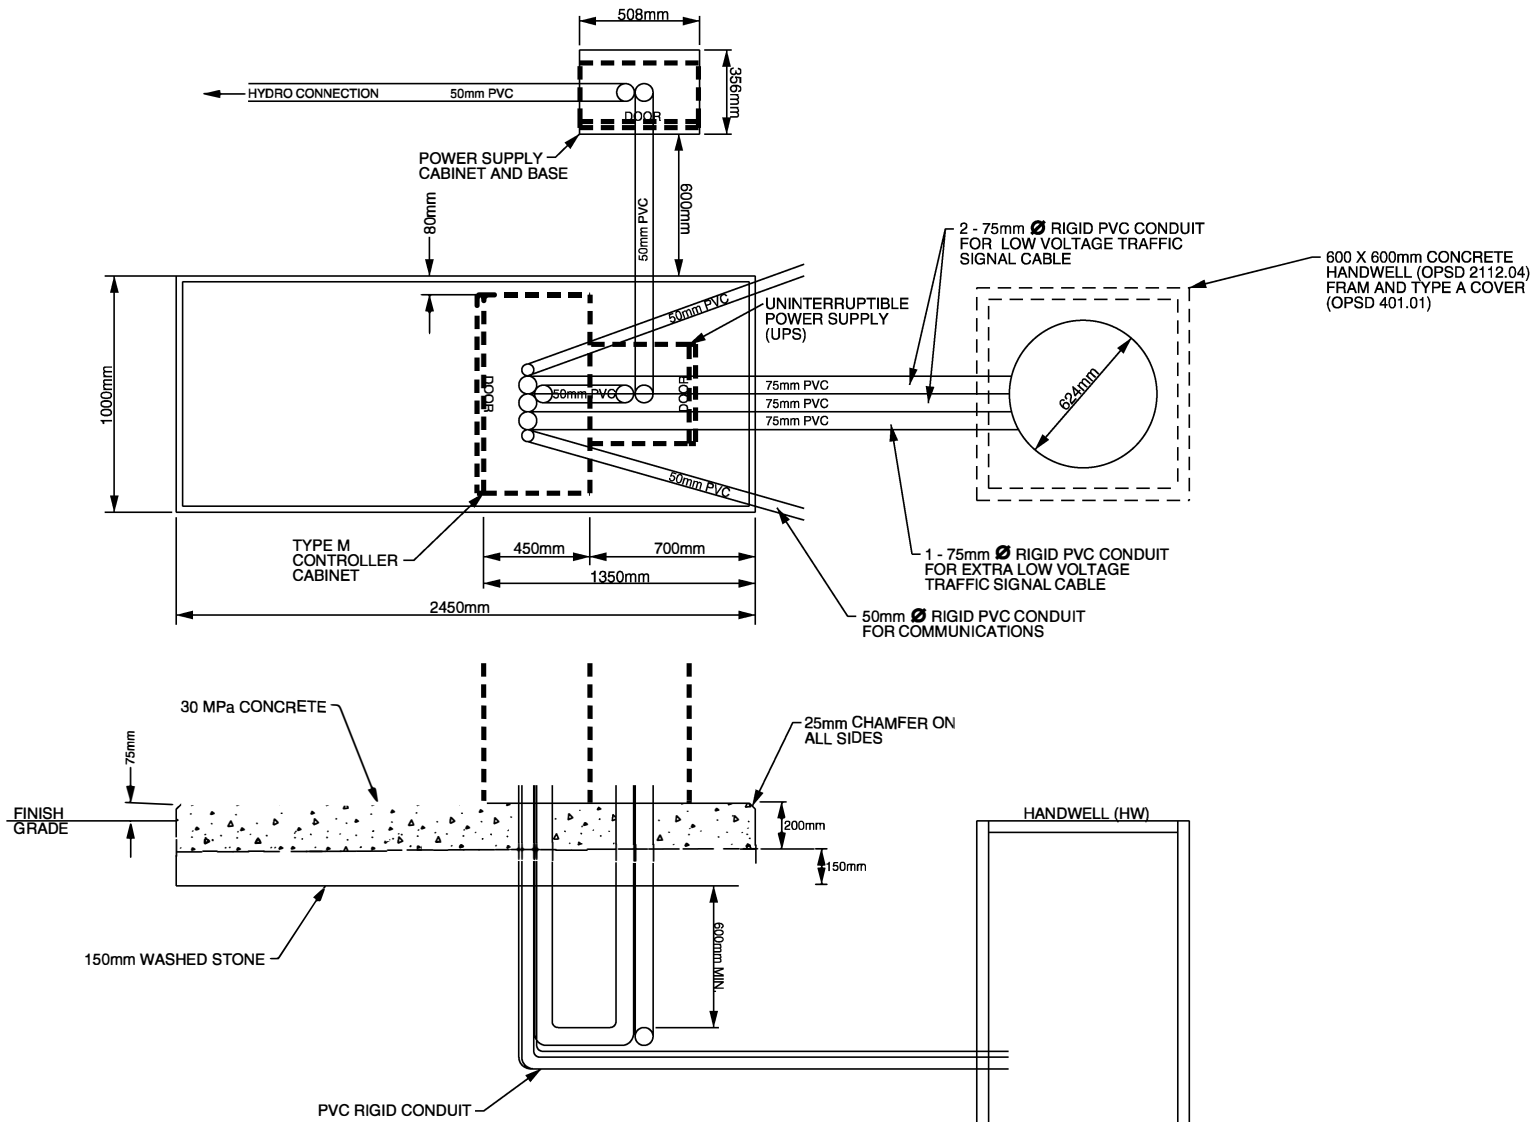 508mm
356mm
HYDRO CONNECTION
50mm PVC
DOOR
POWER SUPPLY
CABINET AND BASE
80mm
50mm PVC
600mm
2 - 75mm Ø RIGID PVC CONDUIT
FOR LOW VOLTAGE TRAFFIC
SIGNAL CABLE
600 X 600mm CONCRETE
HANDWELL (OPSD 2112.04)
FRAM AND TYPE A COVER
(OPSD 401.01)
50mm PVC
UNINTERRUPTIBLE
POWER SUPPLY
(UPS)
1000mm
DOOR
50mm PVC
DOOR
75mm PVC
75mm PVC
75mm PVC
624mm
50mm PVC
TYPE M
CONTROLLER
CABINET
450mm
700mm
1350mm
2450mm
1 - 75mm Ø RIGID PVC CONDUIT
FOR EXTRA LOW VOLTAGE
TRAFFIC SIGNAL CABLE
50mm Ø RIGID PVC CONDUIT
FOR COMMUNICATIONS
30 MPa CONCRETE
75mm
25mm CHAMFER ON
ALL SIDES
FINISH
GRADE
200mm
150mm
HANDWELL (HW)
150mm WASHED STONE
600mm MIN.
PVC RIGID CONDUIT